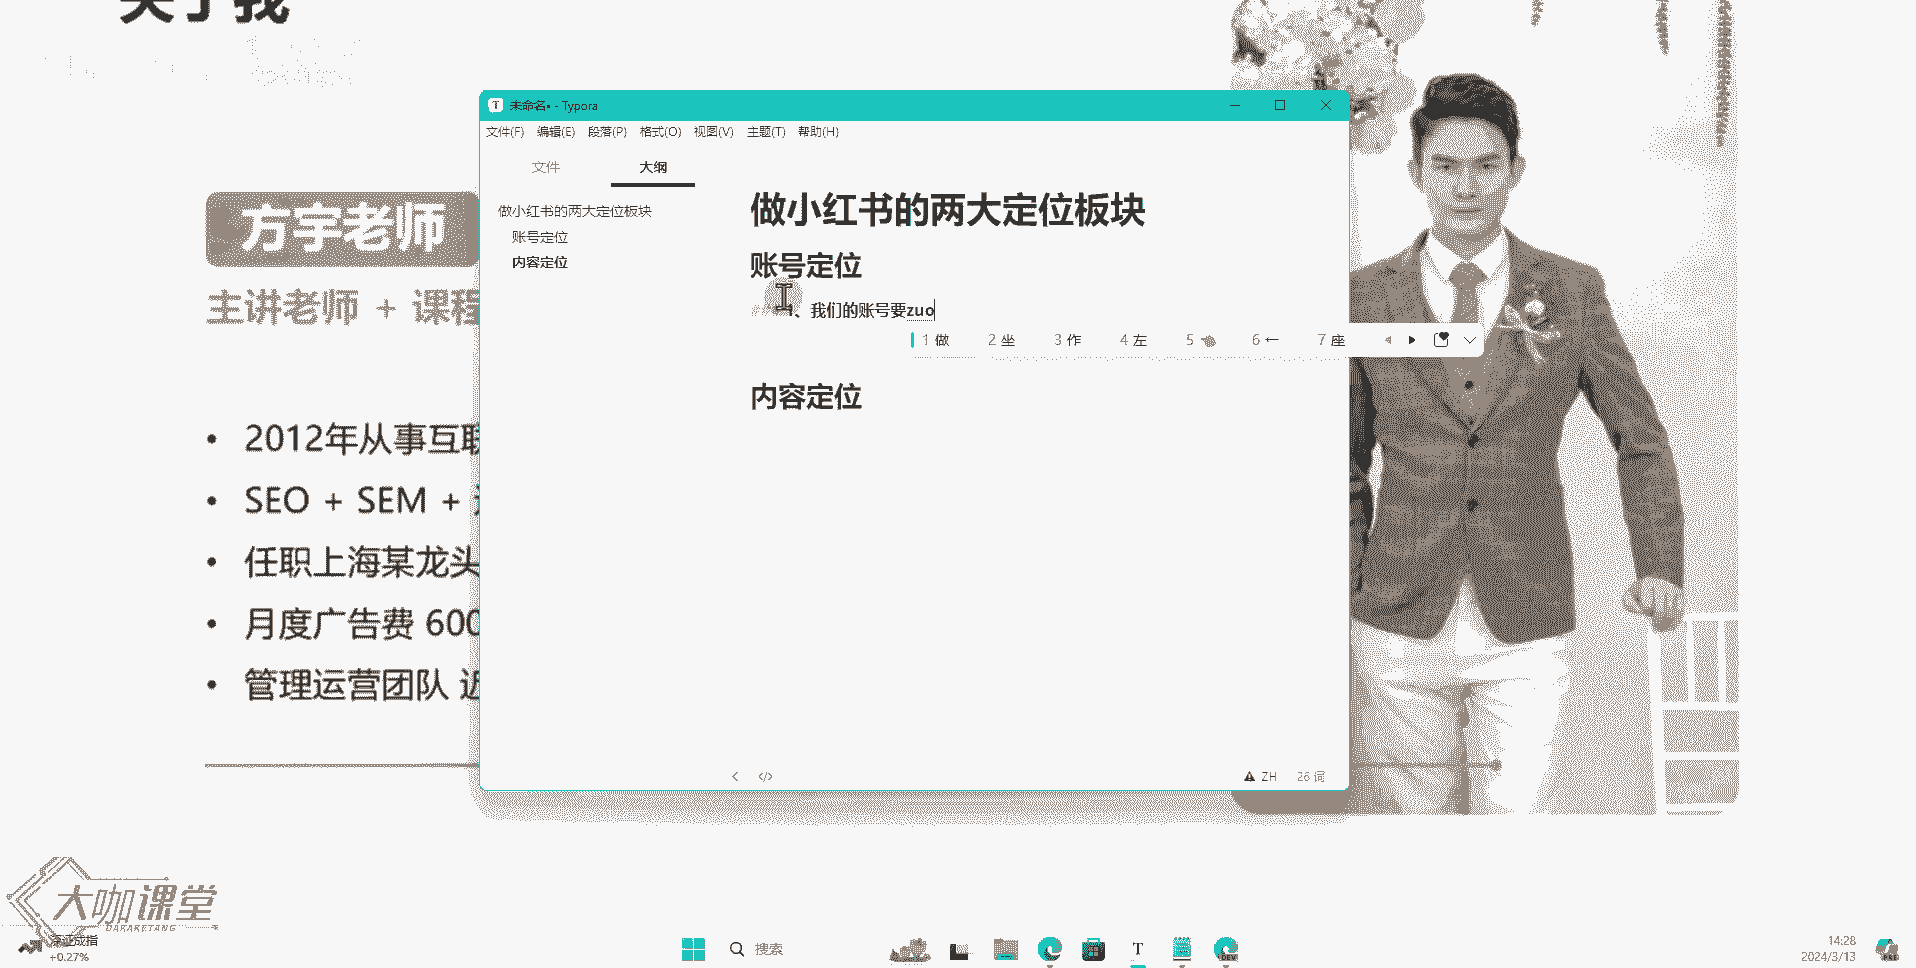 关于我
未命名• - Typora
文件(F) 编辑(E) 段落(P) 格式(O) 视图(V) 主题(T) 帮助(H)
文件 大纲
做小红书的两大定位板块
账号定位
内容定位
做小红书的两大定位板块
账号定位
、我们的账号要zuo
1 做 2 坐 3 作 4 左 5 6 ← 7 座
内容定位
方宇老师
主讲老师 + 课程
• 2012年从事互联
• SEO + SEM +
• 任职上海某龙头
• 月度广告费 600
• 管理运营团队 近
ZH 26 词
大咖课堂
DAKAKETANG
深证成指
+0.27%
搜索
T
DEV
14:28
2024/3/13
PRE